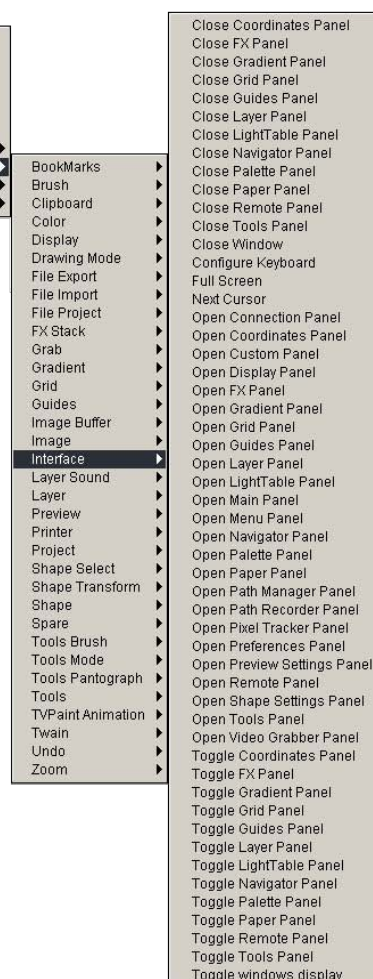 BookMarks
Brush
Clipboard
Color
Display
Drawing Mode
File Export
File Import
File Project
FX Stack
Grab
Gradient
Grid
Guides
Image Buffer
Image
Interface
Layer Sound
Layer
Preview
Printer
Project
Shape Select
Shape Transform
Shape
Spare
Tools Brush
Tools Mode
Tools Pantograph
Tools
TVPaint Animation
Twain
Undo
Zoom
Close Coordinates Panel
Close FX Panel
Close Gradient Panel
Close Grid Panel
Close Guides Panel
Close Layer Panel
Close LightTable Panel
Close Navigator Panel
Close Palette Panel
Close Paper Panel
Close Remote Panel
Close Tools Panel
Close Window
Configure Keyboard
Full Screen
Next Cursor
Open Connection Panel
Open Coordinates Panel
Open Custom Panel
Open Display Panel
Open FX Panel
Open Gradient Panel
Open Grid Panel
Open Guides Panel
Open Layer Panel
Open LightTable Panel
Open Main Panel
Open Menu Panel
Open Navigator Panel
Open Palette Panel
Open Paper Panel
Open Path Manager Panel
Open Path Recorder Panel
Open Pixel Tracker Panel
Open Preferences Panel
Open Preview Settings Panel
Open Remote Panel
Open Shape Settings Panel
Open Tools Panel
Open Video Grabber Panel
Toggle Coordinates Panel
Toggle FX Panel
Toggle Gradient Panel
Toggle Grid Panel
Toggle Guides Panel
Toggle Layer Panel
Toggle LightTable Panel
Toggle Navigator Panel
Toggle Palette Panel
Toggle Paper Panel
Toggle Remote Panel
Toggle Tools Panel
Toggle windows display